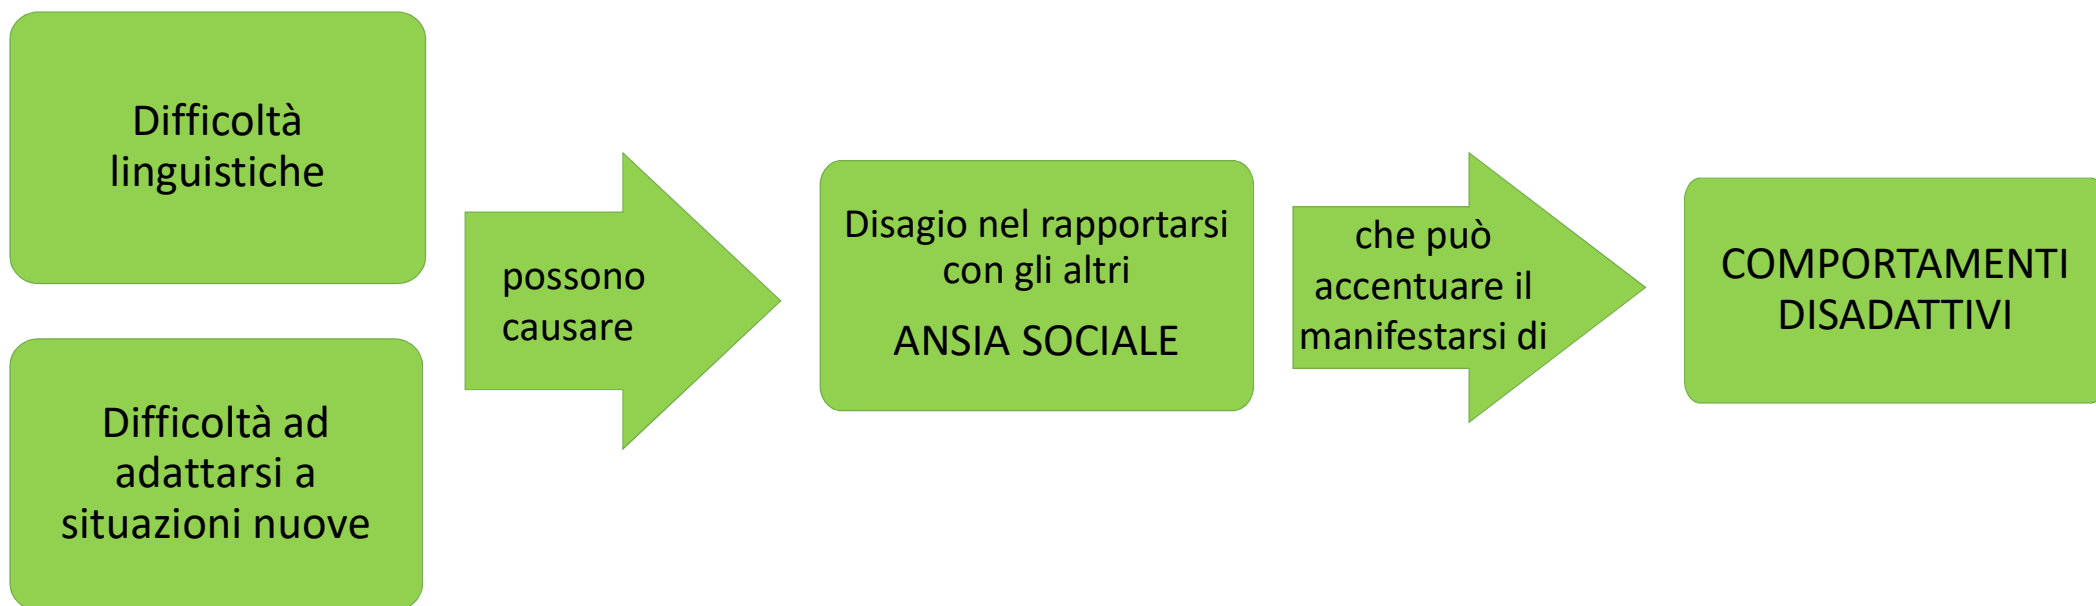 Difficoltà
linguistiche
Difficoltà ad
adattarsi a
situazioni nuove
possono
causare
Disagio nel rapportarsi
con gli altri
ANSIA SOCIALE
che può
accentuare il
manifestarsi di
COMPORTAMENTI
DISADATTIVI